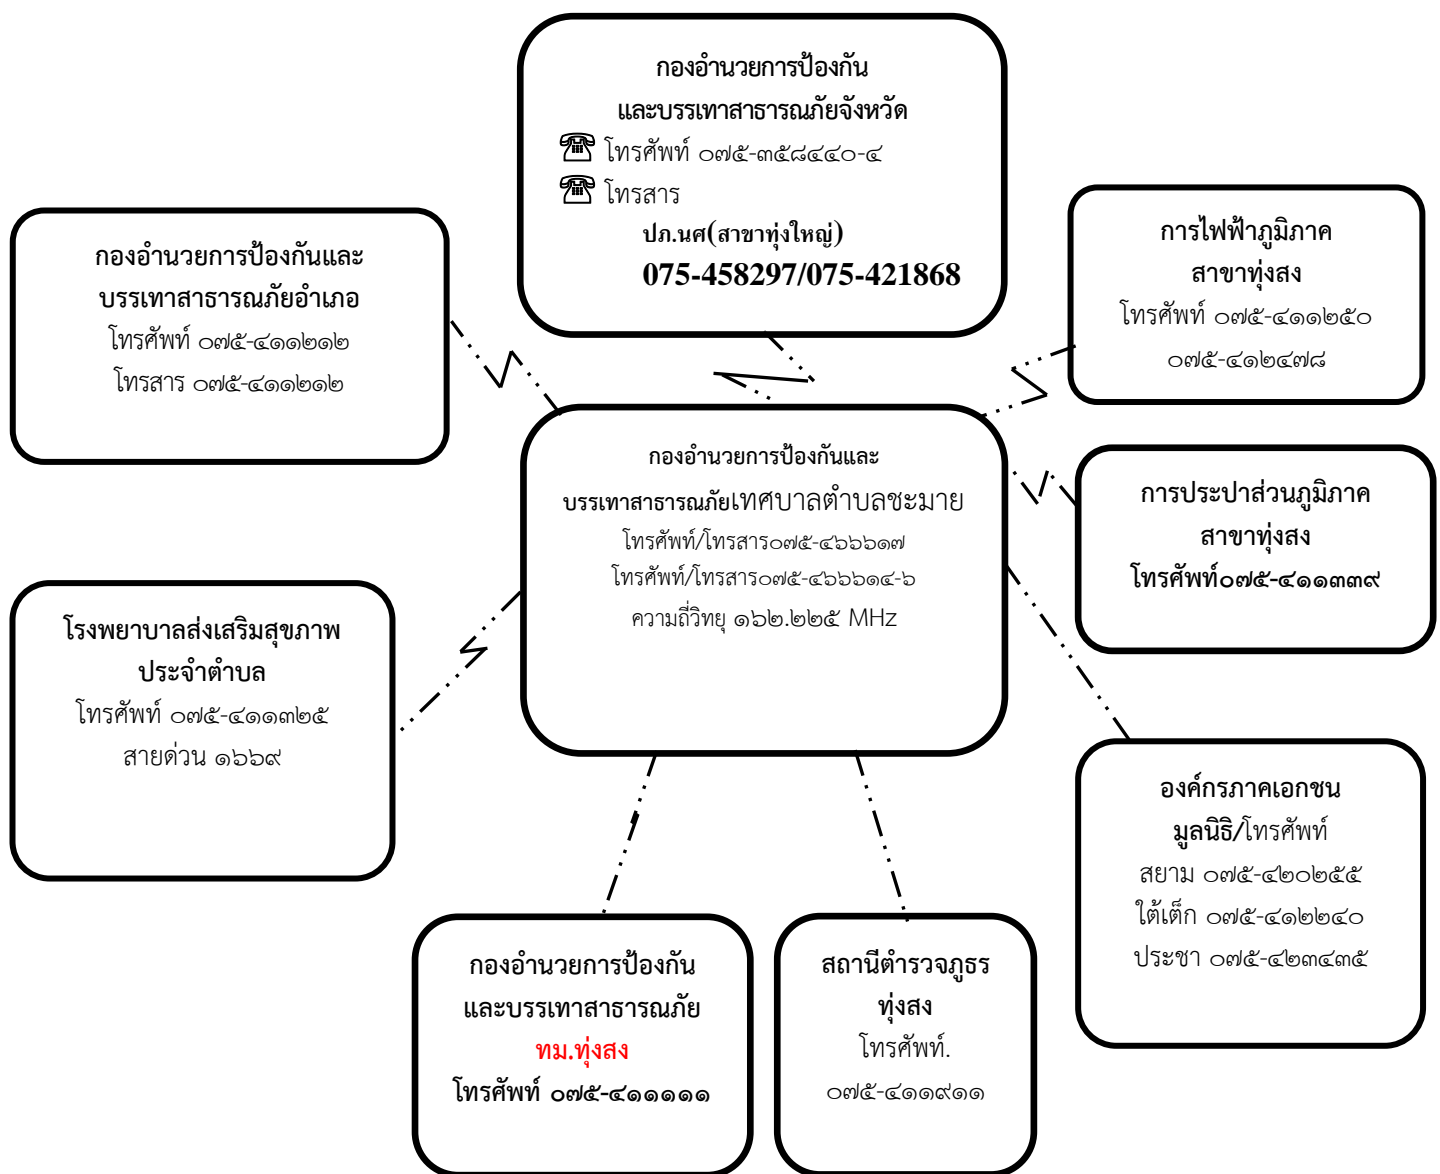 กองอำนวยการป้องกัน
และบรรเทาสาธารณภัยจังหวัด
โทรศัพท์ ๐๗๕-๓๕๘๔๔๐-๔
โทรสาร
ปภ.นศ(สาขาทุ่งใหญ่)
075-458297/075-421868
กองอำนวยการป้องกันและ
บรรเทาสาธารณภัยอำเภอ
โทรศัพท์ ๐๗๕-๔๑๑๒๑๒
โทรสาร ๐๗๕-๔๑๑๒๑๒
การไฟฟ้าภูมิภาค
สาขาทุ่งสง
โทรศัพท์ ๐๗๕-๔๑๑๒๕๐
๐๗๕-๔๑๒๔๗๘
กองอำนวยการป้องกันและ
บรรเทาสาธารณภัยเทศบาลตำบลชะมาย
โทรศัพท์/โทรสาร๐๗๕-๔๖๖๖๑๗
โทรศัพท์/โทรสาร๐๗๕-๔๖๖๖๑๔-๖
ความถี่วิทยุ ๑๖๒.๒๒๕ MHz
การประปาส่วนภูมิภาค
สาขาทุ่งสง
โทรศัพท์๐๗๕-๔๑๑๓๓๙
โรงพยาบาลส่งเสริมสุขภาพ
ประจำตำบล
โทรศัพท์ ๐๗๕-๔๑๑๓๒๕
สายด่วน ๑๖๖๙
องค์กรภาคเอกชน
มูลนิธิ/โทรศัพท์
สยาม ๐๗๕-๔๒๐๒๕๕
ใต้เต็ก ๐๗๕-๔๑๒๒๔๐
ประชา ๐๗๕-๔๒๓๔๓๕
กองอำนวยการป้องกัน
และบรรเทาสาธารณภัย
ทม.ทุ่งสง
โทรศัพท์ ๐๗๕-๔๑๑๑๑๑
สถานีตำรวจภูธร
ทุ่งสง
โทรศัพท์.
๐๗๕-๔๑๑๙๑๑